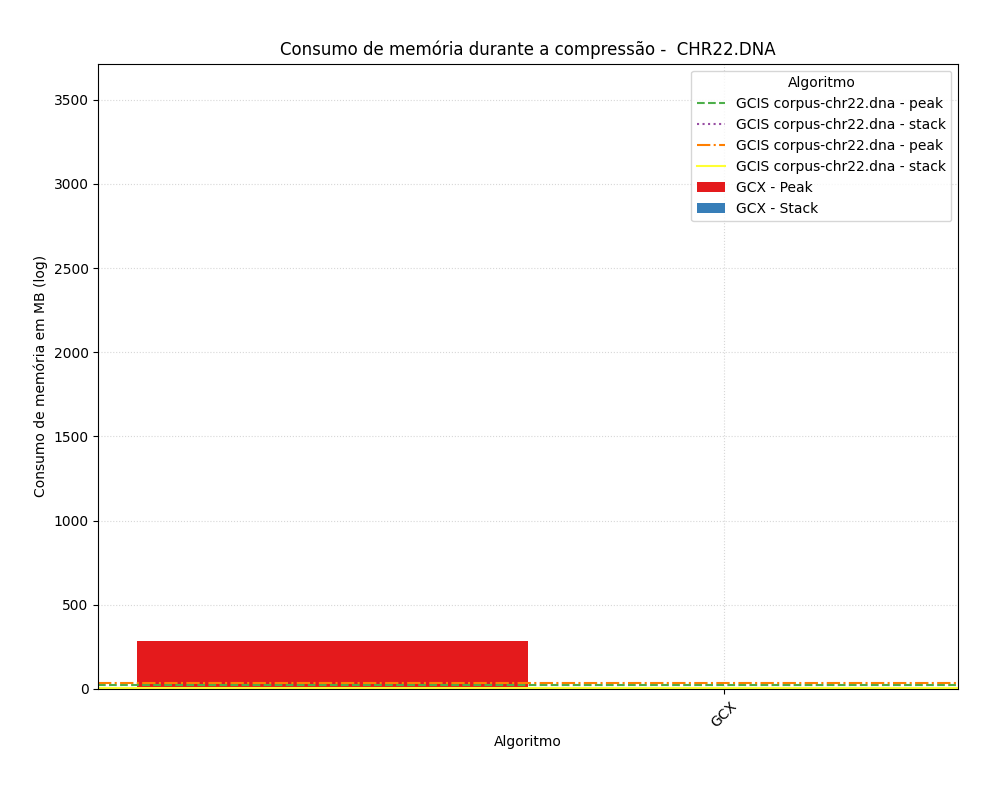 Consumo de memória durante a compressão -  CHR22.DNA
Consumo de memória em MB (log)
3500
3000
2500
2000
1500
1000
500
0
Algoritmo
GCIS corpus-chr22.dna - peak
GCIS corpus-chr22.dna - stack
GCIS corpus-chr22.dna - peak
GCIS corpus-chr22.dna - stack
GCX - Peak
GCX - Stack
GCX
Algoritmo